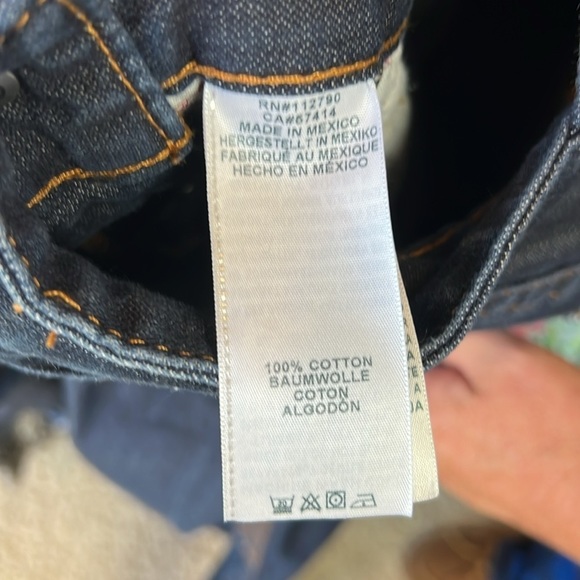 RN#112790
CA#67414
MADE IN MEXICO
HERGESTELLT IN MEXIKO
FABRIQUÉ AU MEXIQUE
HECHO EN MÉXICO
100% COTTON
BAUMWOLLE
COTON
ALGODÓN